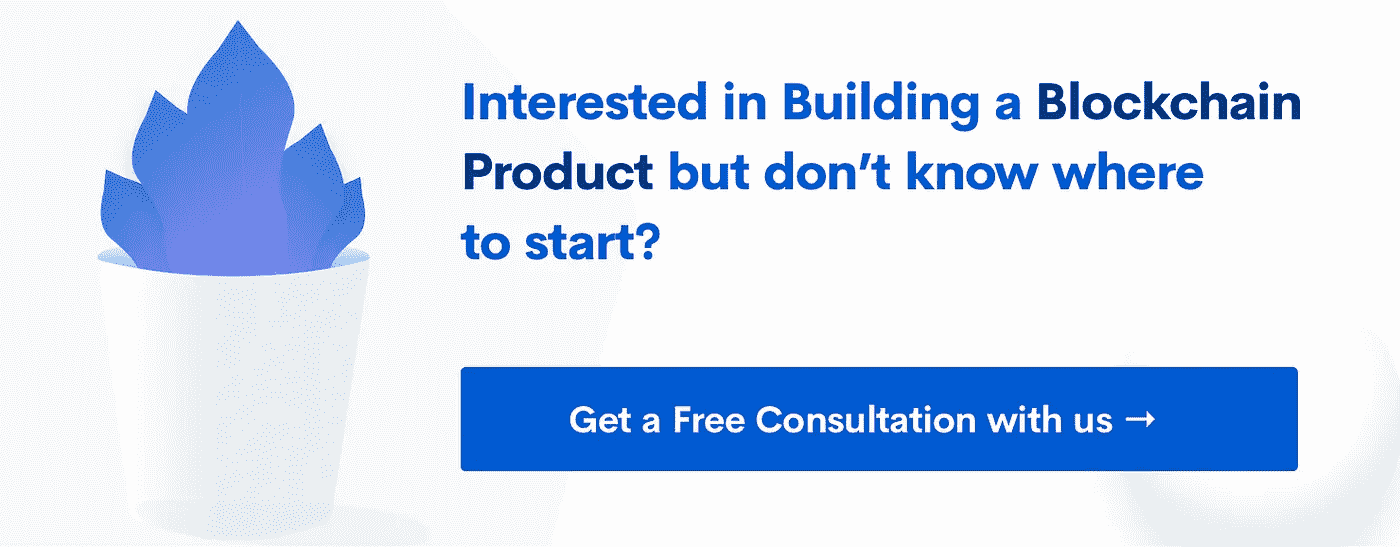 Interested in Building a Blockchain
Product but don’t know where
to start?
Get a Free Consultation with us →